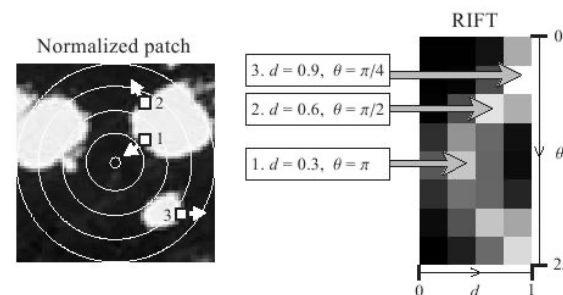 RIFT
Normalized patch
0
3. d = 0.9, θ = π/4
2. d = 0.6, θ = π/2
1. d = 0.3, θ = π
2
1
3
θ
2.
0
d
1